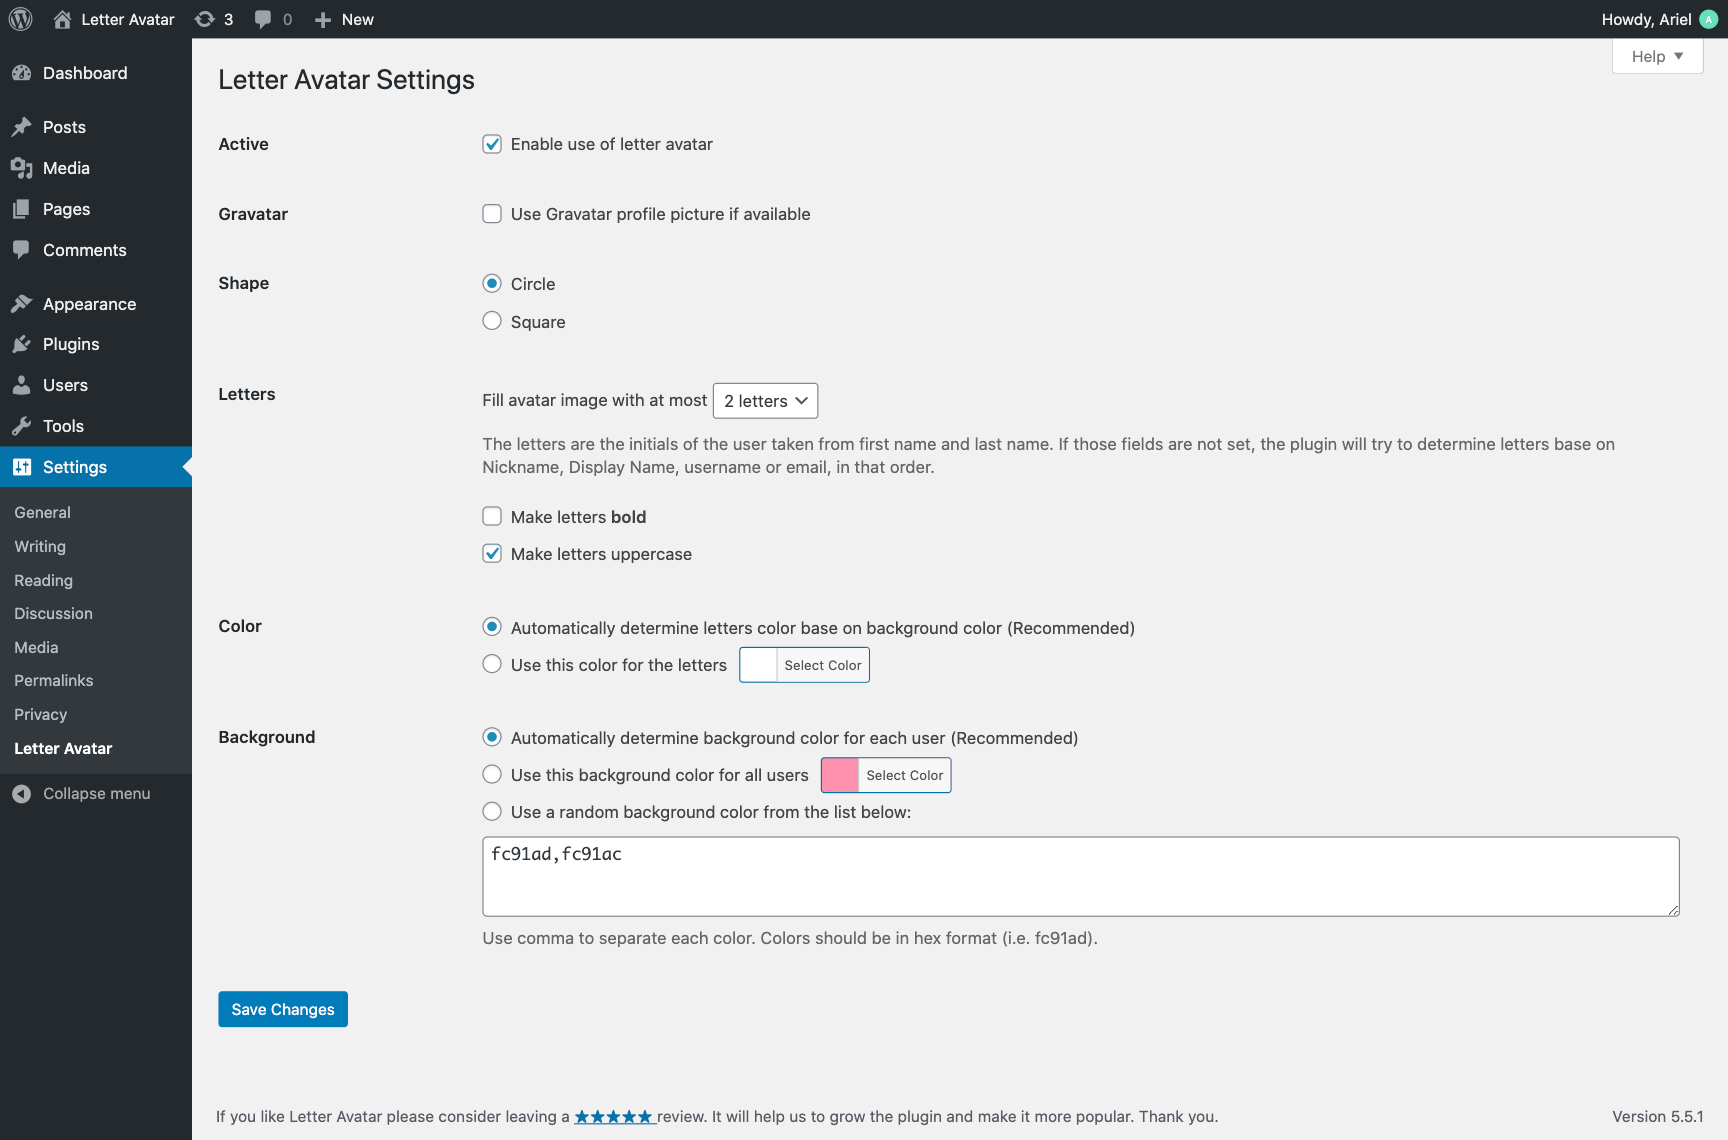 Letter Avatar 3 0 New Howdy, Ariel A
Help
Dashboard
Posts
Media
Pages
Comments
Appearance
Plugins
Users
Tools
Settings
General
Writing
Reading
Discussion
Media
Permalinks
Privacy
Letter Avatar
Collapse menu
Letter Avatar Settings
Active Enable use of letter avatar
Gravatar Use Gravatar profile picture if available
Shape Circle
Square
Letters Fill avatar image with at most 2 letters
The letters are the initials of the user taken from first name and last name. If those fields are not set, the plugin will try to determine letters base on
Nickname, Display Name, username or email, in that order.
Make letters bold
Make letters uppercase
Color Automatically determine letters color base on background color (Recommended)
Use this color for the letters Select Color
Background Automatically determine background color for each user (Recommended)
Use this background color for all users Select Color
Use a random background color from the list below:
fc91ad,fc91ac
Use comma to separate each color. Colors should be in hex format (i.e. fc91ad).
Save Changes
If you like Letter Avatar please consider leaving a ★★★★★ review. It will help us to grow the plugin and make it more popular. Thank you. Version 5.5.1